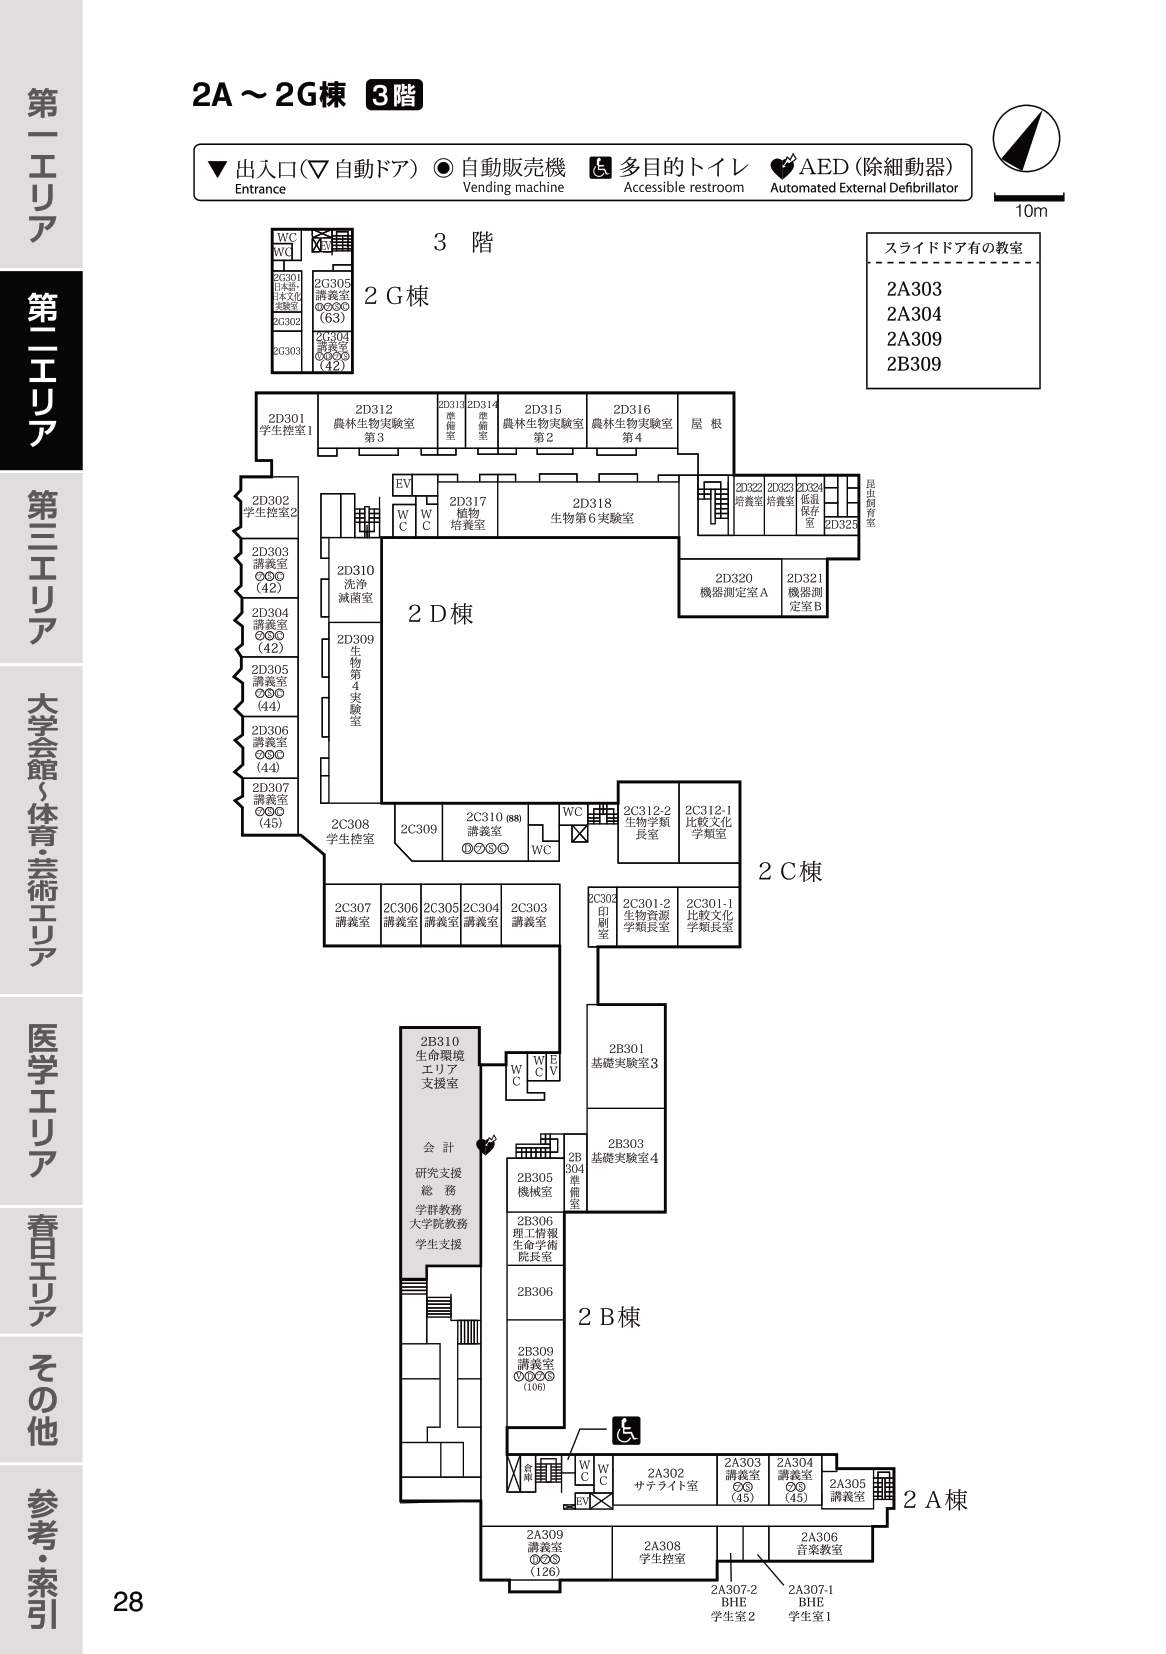 第一エリア
第二エリア
第三エリア
大学会館～体育・芸術エリア
医学エリア
春日エリア
その他
参考・索引
2A ～ 2G棟 3階
出入口(▽自動ドア)
Entrance
自動販売機
Vending machine
多目的トイレ
Accessible restroom
AED(除細動器)
Automated External Defibrillator
10m
スライドドア有の教室
2A303
2A304
2A309
2B309
3 階
WC
WC
EV
2G301
日本語・
日本文化
実験室
2G302
2G303
2G305
講義室
ⒹⓅⓈⒸ
(63)
2G304
講義室
ⓋⒹ㋐Ⓢ
(42)
2 G棟
2D301
学生控室1
2D312
農林生物実験室
第3
2D313
準備室
2D314
準備室
2D315
農林生物実験室
第2
2D316
農林生物実験室
第4
屋 根
2D302
学生控室2
EV
WC
WC
2D317
植物
培養室
2D318
生物第6実験室
2D322
培養室
2D323
培養室
2D324
低温
保存
室
2D325
昆虫飼育室
2D303
講義室
(42)
2D304
講義室
(42)
2D305
講義室
(44)
2D306
講義室
(44)
2D307
講義室
(45)
2D310
洗浄
滅菌室
2D309
生物第4実験室
2 D棟
2D320
機器測定室A
2D321
機器測
定室B
2C308
学生控室
2C309
2C310 (88)
講義室
WC
WC
2C312-2
生物学類
長室
2C312-1
比較文化
学類室
2 C棟
2C307
講義室
2C306
講義室
2C305
講義室
2C304
講義室
2C303
講義室
2C302
印刷室
2C301-2
生物資源
学類長室
2C301-1
比較文化
学類長室
2B310
生命環境
エリア
支援室
会 計
研究支援
総 務
学群教務
大学院教務
学生支援
WC
WC
EV
2B301
基礎実験室3
2B303
基礎実験室4
2B
304
準備室
2B305
機械室
2B306
理工情報
生命学術
院長室
2B306
2B309
講義室
(106)
2 B棟
倉庫
WC
WC
EV
2A302
サテライト室
2A303
講義室
(45)
2A304
講義室
(45)
2A305
講義室
2 A棟
2A309
講義室
(126)
2A308
学生控室
2A306
音楽教室
2A307-2
BHE
学生室2
2A307-1
BHE
学生室1
28